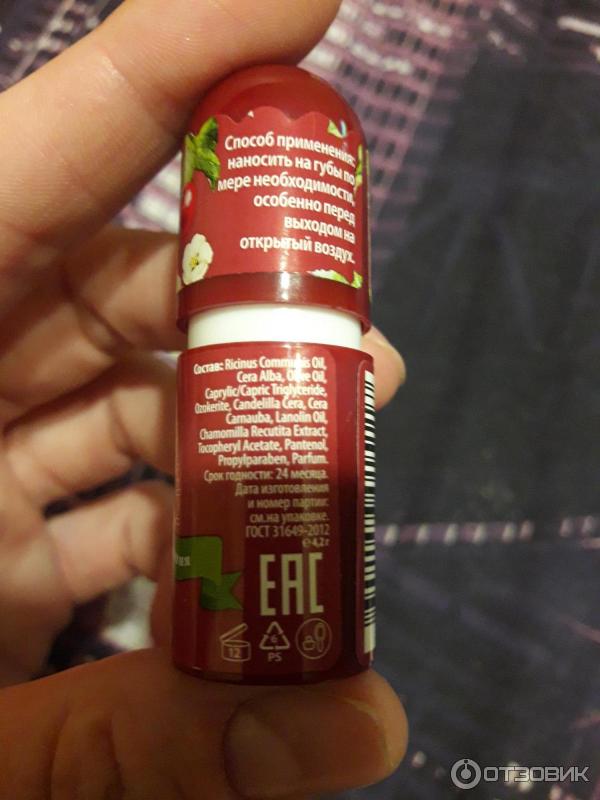 Способ применения:
наносить на губы по
мере необходимости,
особенно перед
выходом на
открытый воздух.
Состав: Ricinus Communis Oil,
Cera Alba, Olive Oil,
Caprylic/Capric Triglyceride,
Ozokerite, Candelilla Cera, Cera
Carnauba, Lanolin Oil,
Chamomilla Recutita Extract,
Tocopheryl Acetate, Pantenol,
Propylparaben, Parfum.
Срок годности: 24 месяца.
Дата изготовления
и номер партии:
см.на упаковке.
ГОСТ 31649-2012
℮ 4,2 г
EAC
12
6
PS
ОТЗОВИК